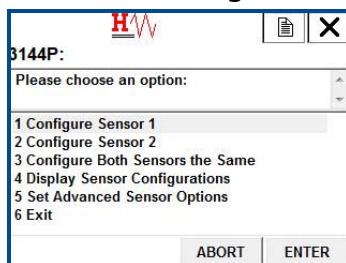 H
3144P:
Please choose an option:
1 Configure Sensor 1
2 Configure Sensor 2
3 Configure Both Sensors the Same
4 Display Sensor Configurations
5 Set Advanced Sensor Options
6 Exit
ABORT ENTER